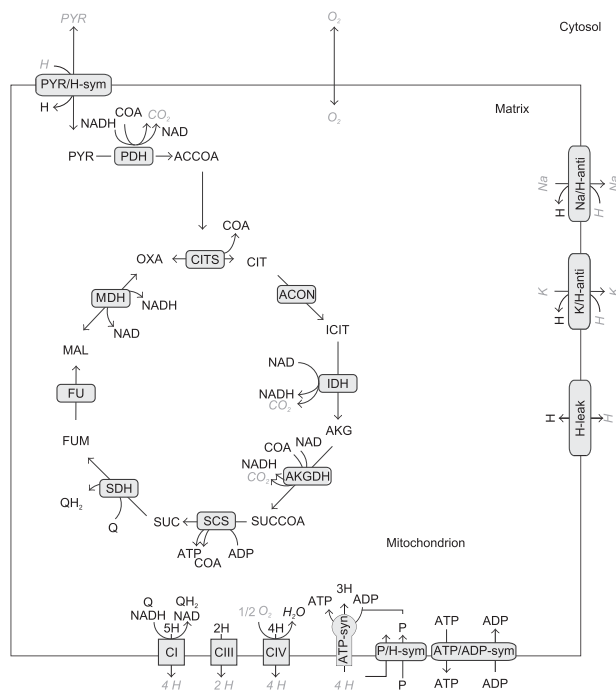 PYR
O2
Cytosol
H
PYR/H-sym
H
Matrix
NADH
COA
CO2
NAD
O2
PYR
PDH
ACCOA
Na
Na/H-anti
Na
H
H
COA
OXA
CITS
CIT
MDH
NADH
NAD
ACON
K
K/H-anti
K
H
H
ICIT
MAL
NAD
IDH
NADH
CO2
FU
H
H-leak
H
AKG
FUM
COA
NAD
NADH
CO2
AKGDH
SDH
QH2
Q
SUC
SCS
SUCCOA
ATP
COA
ADP
Mitochondrion
Q
NADH
QH2
NAD
5H
CI
4 H
2H
CIII
2 H
1/2 O2
H2O
4H
CIV
4 H
ATP
3H
ADP
ATP-syn
4 H
P
P/H-sym
P
ATP
ADP
ATP/ADP-sym
ATP
ADP